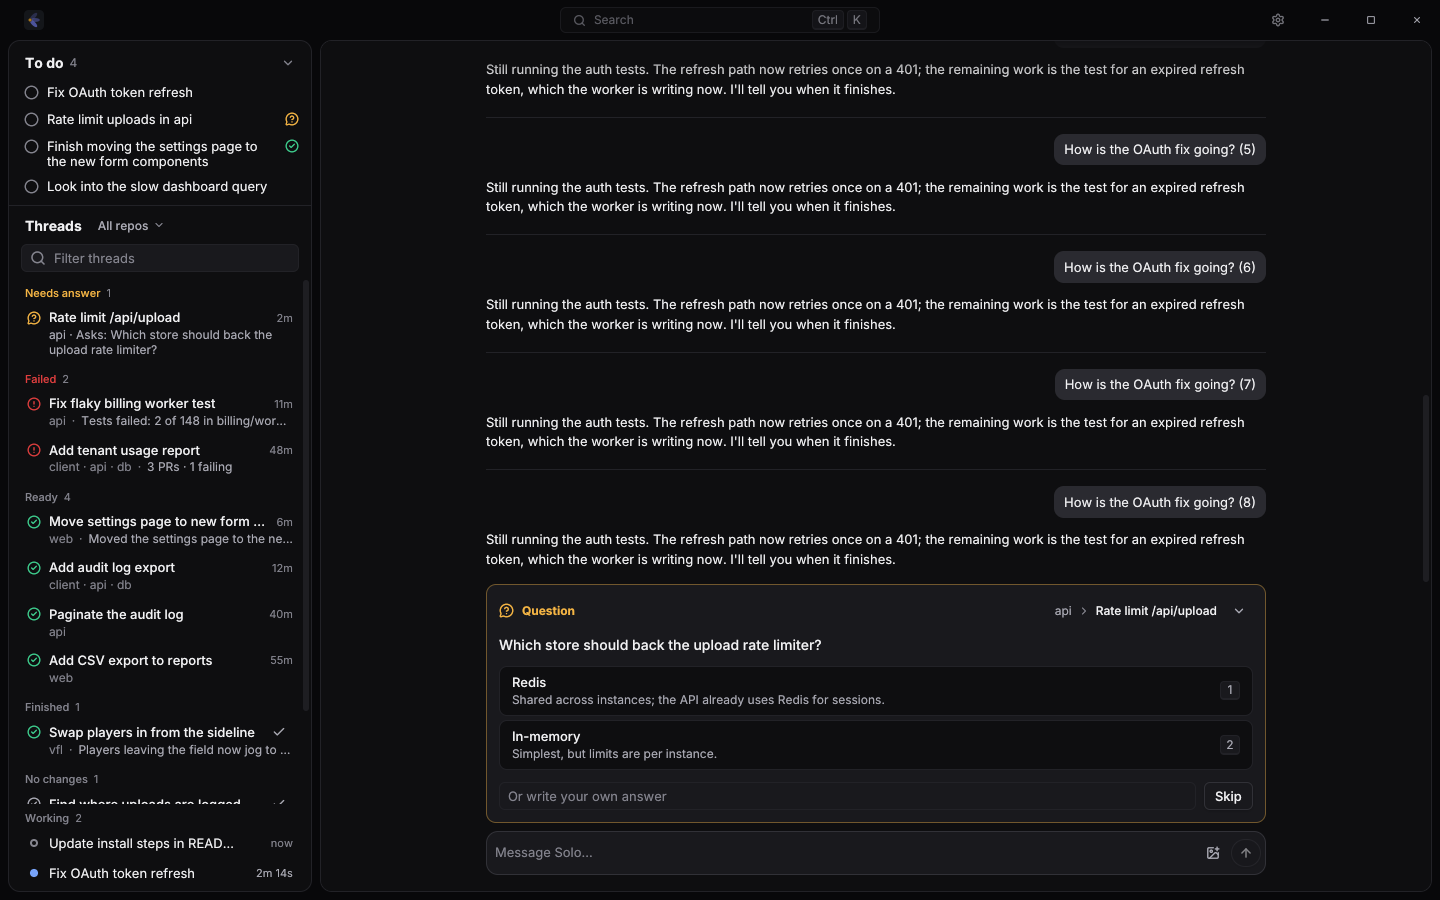 Search
Ctrl K
To do 4
Fix OAuth token refresh
Rate limit uploads in api
Finish moving the settings page to
the new form components
Look into the slow dashboard query
Threads All repos
Filter threads
Needs answer 1
Rate limit /api/upload 2m
api · Asks: Which store should back the
upload rate limiter?
Failed 2
Fix flaky billing worker test 11m
api · Tests failed: 2 of 148 in billing/wor...
Add tenant usage report 48m
client · api · db · 3 PRs · 1 failing
Ready 4
Move settings page to new form ... 6m
web · Moved the settings page to the ne...
Add audit log export 12m
client · api · db
Paginate the audit log 40m
api
Add CSV export to reports 55m
web
Finished 1
Swap players in from the sideline
vfl · Players leaving the field now jog to ...
No changes 1
Find where uploads are logged
Working 2
Update install steps in READ... now
Fix OAuth token refresh 2m 14s
Still running the auth tests. The refresh path now retries once on a 401; the remaining work is the test for an expired refresh
token, which the worker is writing now. I'll tell you when it finishes.
How is the OAuth fix going? (5)
Still running the auth tests. The refresh path now retries once on a 401; the remaining work is the test for an expired refresh
token, which the worker is writing now. I'll tell you when it finishes.
How is the OAuth fix going? (6)
Still running the auth tests. The refresh path now retries once on a 401; the remaining work is the test for an expired refresh
token, which the worker is writing now. I'll tell you when it finishes.
How is the OAuth fix going? (7)
Still running the auth tests. The refresh path now retries once on a 401; the remaining work is the test for an expired refresh
token, which the worker is writing now. I'll tell you when it finishes.
How is the OAuth fix going? (8)
Still running the auth tests. The refresh path now retries once on a 401; the remaining work is the test for an expired refresh
token, which the worker is writing now. I'll tell you when it finishes.
Question api > Rate limit /api/upload
Which store should back the upload rate limiter?
Redis
Shared across instances; the API already uses Redis for sessions.
1
In-memory
Simplest, but limits are per instance.
2
Or write your own answer Skip
Message Solo...